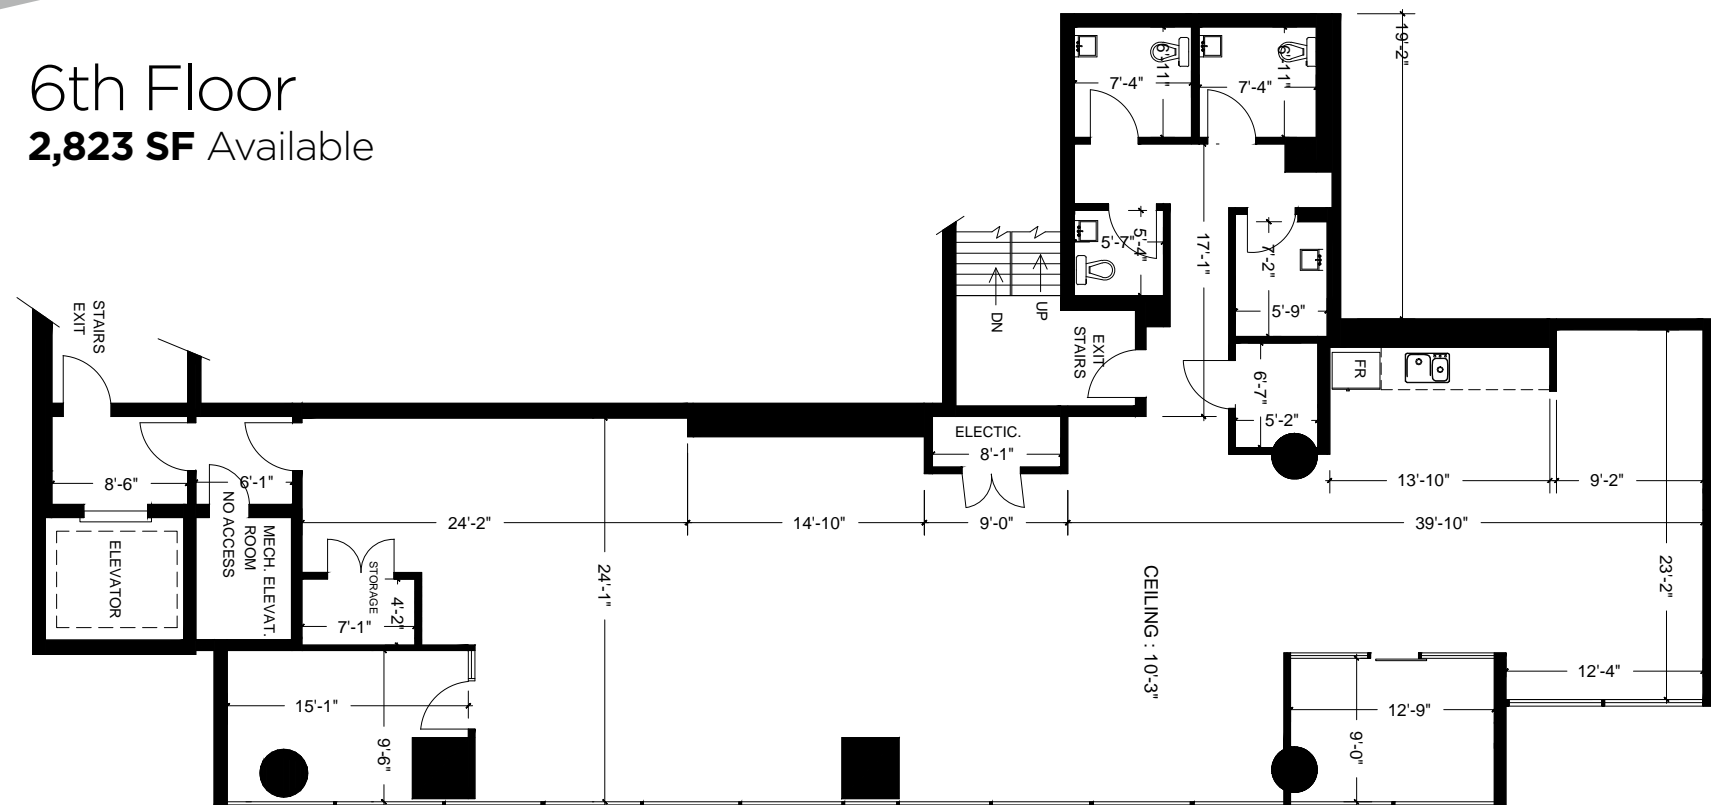 6th Floor
2,823 SF Available
19'-2"
6'-11"
7'-4"
6'-11"
7'-4"
5'-7"
5'-4"
17'-1"
7'-2"
5'-9"
UP
DN
EXIT
STAIRS
STAIRS
EXIT
6'-7"
5'-2"
FR
ELECTIC.
8'-1"
8'-6"
6'-1"
13'-10"
9'-2"
24'-2"
14'-10"
9'-0"
39'-10"
ELEVATOR
MECH. ELEVAT.
ROOM
NO ACCESS
STORAGE
4'-2"
7'-1"
24'-1"
CEILING : 10'-3"
23'-2"
12'-4"
15'-1"
9'-6"
12'-9"
9'-0"